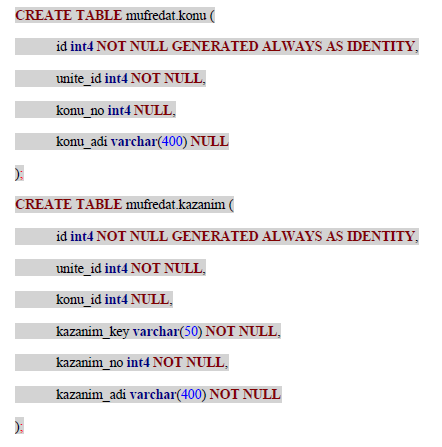 CREATE TABLE mufredat.konu (
id int4 NOT NULL GENERATED ALWAYS AS IDENTITY,
unite_id int4 NOT NULL,
konu_no int4 NULL,
konu_adi varchar(400) NULL
);
CREATE TABLE mufredat.kazanim (
id int4 NOT NULL GENERATED ALWAYS AS IDENTITY,
unite_id int4 NOT NULL,
konu_id int4 NULL,
kazanim_key varchar(50) NOT NULL,
kazanim_no int4 NOT NULL,
kazanim_adi varchar(400) NOT NULL
);